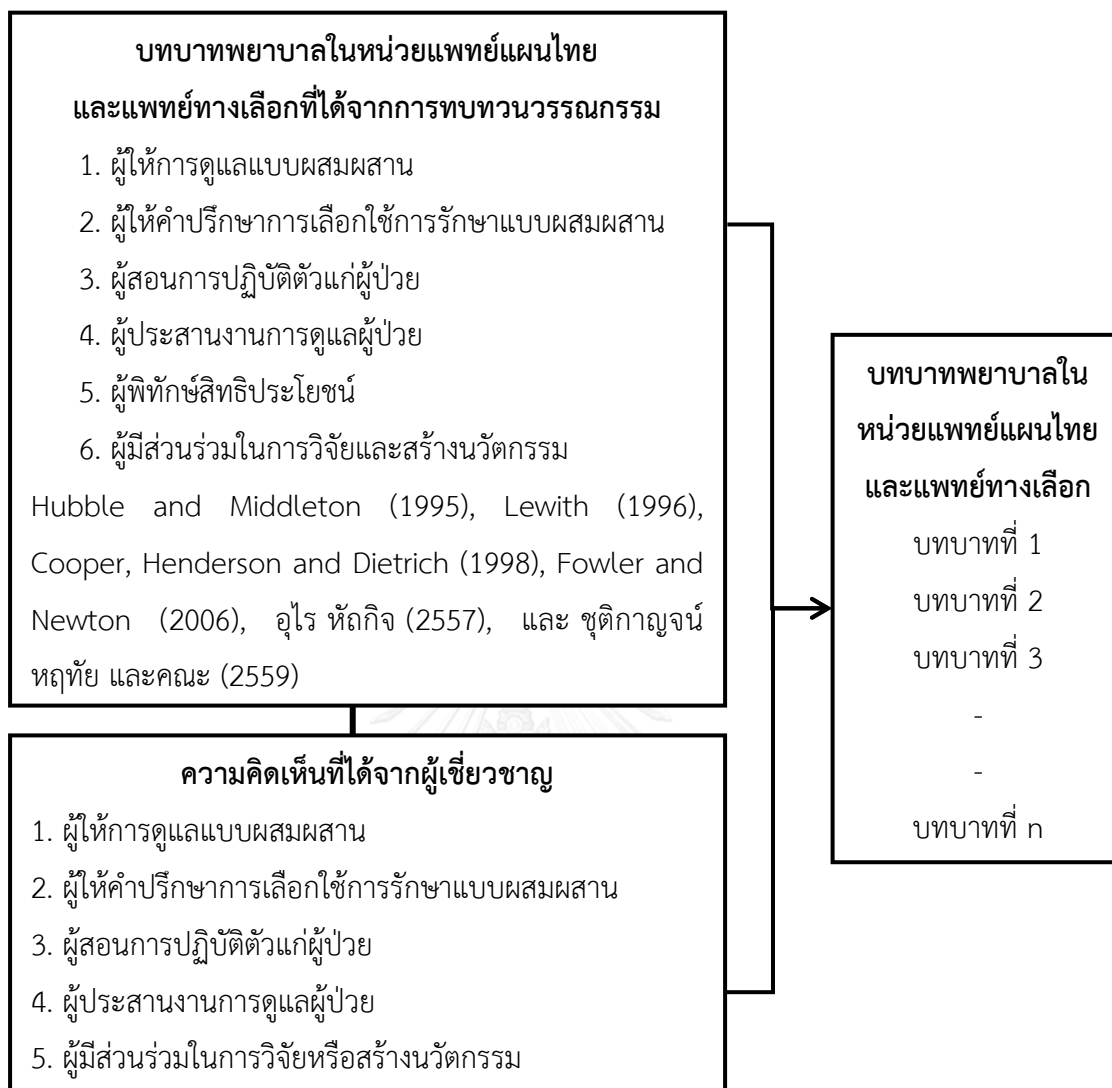 บทบาทพยาบาลในหน่วยแพทย์แผนไทย
และแพทย์ทางเลือกที่ได้จากการทบทวนวรรณกรรม
1. ผู้ให้การดูแลแบบผสมผสาน
2. ผู้ให้คำปรึกษาการเลือกใช้การรักษาแบบผสมผสาน
3. ผู้สอนการปฏิบัติตัวแก่ผู้ป่วย
4. ผู้ประสานงานการดูแลผู้ป่วย
5. ผู้พิทักษ์สิทธิประโยชน์
6. ผู้มีส่วนร่วมในการวิจัยและสร้างนวัตกรรม
Hubble and Middleton (1995), Lewith (1996),
Cooper, Henderson and Dietrich (1998), Fowler and
Newton (2006), อุไร หัถกิจ (2557), และ ชุติกาญจน์
หฤทัย และคณะ (2559)
ความคิดเห็นที่ได้จากผู้เชี่ยวชาญ
1. ผู้ให้การดูแลแบบผสมผสาน
2. ผู้ให้คำปรึกษาการเลือกใช้การรักษาแบบผสมผสาน
3. ผู้สอนการปฏิบัติตัวแก่ผู้ป่วย
4. ผู้ประสานงานการดูแลผู้ป่วย
5. ผู้มีส่วนร่วมในการวิจัยหรือสร้างนวัตกรรม
บทบาทพยาบาลใน
หน่วยแพทย์แผนไทย
และแพทย์ทางเลือก
บทบาทที่ 1
บทบาทที่ 2
บทบาทที่ 3
-
-
บทบาทที่ n